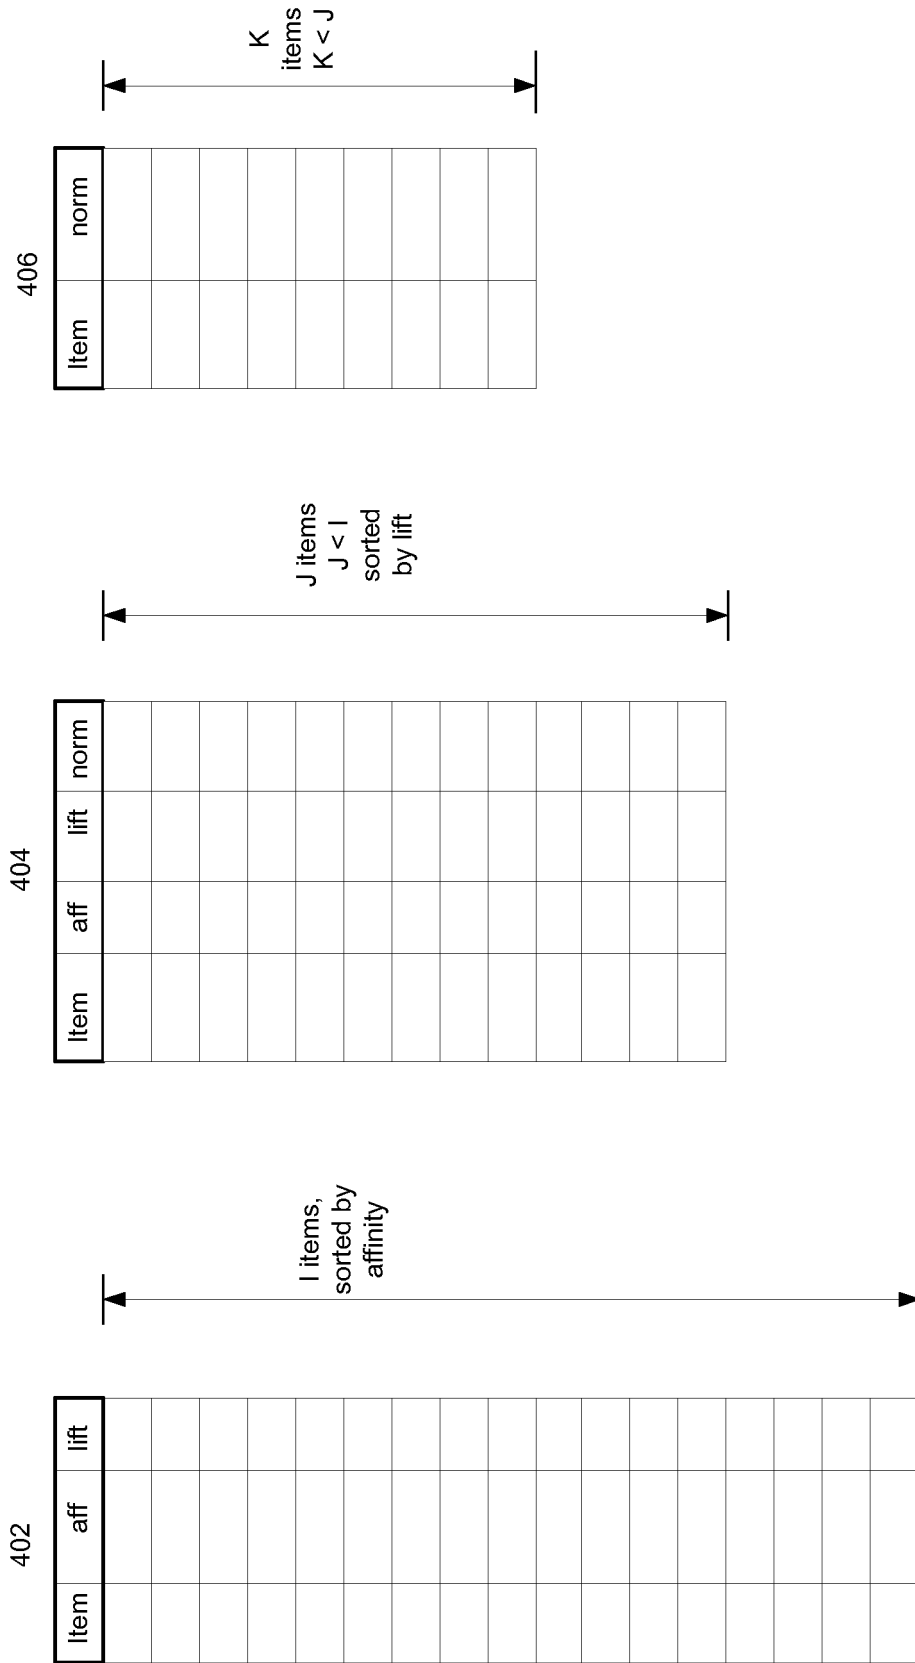 402
Item aff lift
I items,
sorted by
affinity
404
Item aff lift norm
J items
J < I
sorted
by lift
406
Item norm
K
items
K < J